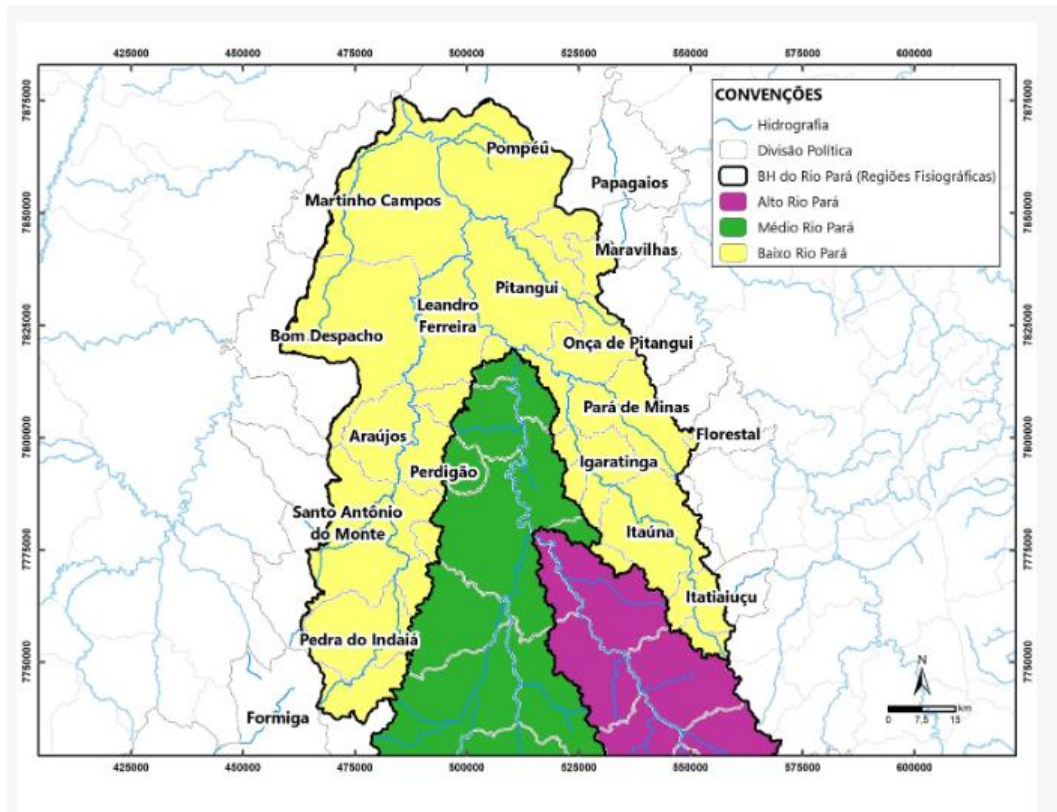 425000 450000 475000 500000 525000 550000 575000 600000
7875000
7875000
CONVENÇÕES
Hidrografia
Divisão Política
BH do Rio Pará (Regiões Fisiográficas)
Alto Rio Pará
Médio Rio Pará
Baixo Rio Pará
Pompéu
Papagaios
Martinho Campos
7850000
7850000
Maravilhas
Pitangui
Leandro
Ferreira
7825000
7825000
Bom Despacho
Onça de Pitangui
Pará de Minas
Araújos
Florestal
7800000
7800000
Igaratinga
Perdigão
Santo Antônio
do Monte
Itaúna
7775000
7775000
Itatiaiuçu
Pedra do Indaiá
7750000
7750000
N
km
0 7,5 15
Formiga
425000 450000 475000 500000 525000 550000 575000 600000